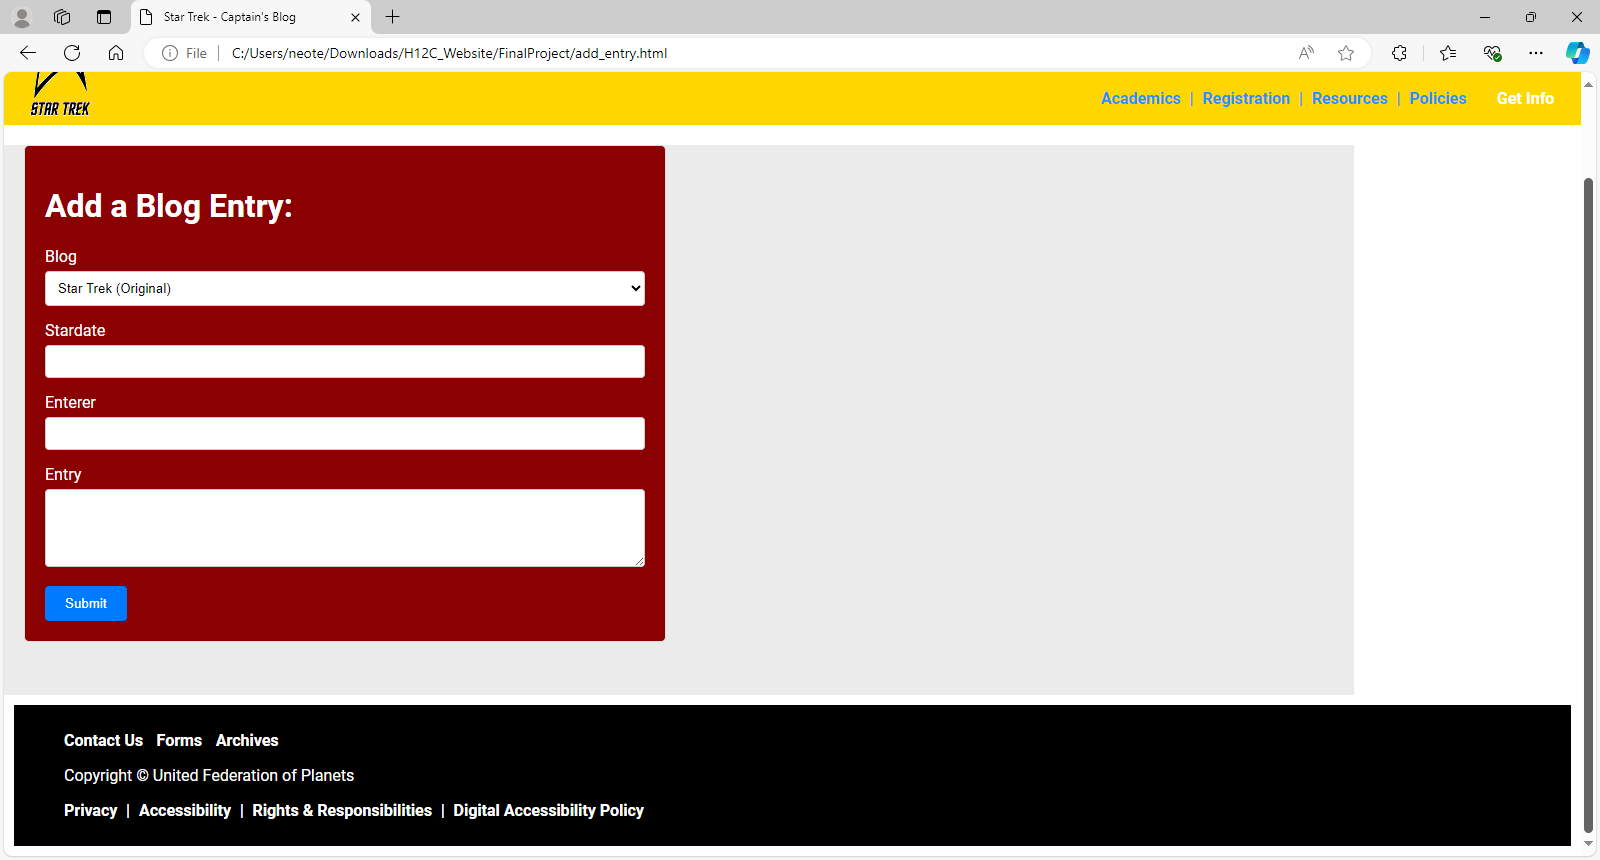 Star Trek - Captain's Blog
File
C:/Users/neote/Downloads/H12C_Website/FinalProject/add_entry.html
STAR TREK
Academics | Registration | Resources | Policies Get Info
Add a Blog Entry:
Blog
Star Trek (Original)
Stardate
Enterer
Entry
Submit
Contact Us Forms Archives
Copyright © United Federation of Planets
Privacy | Accessibility | Rights & Responsibilities | Digital Accessibility Policy